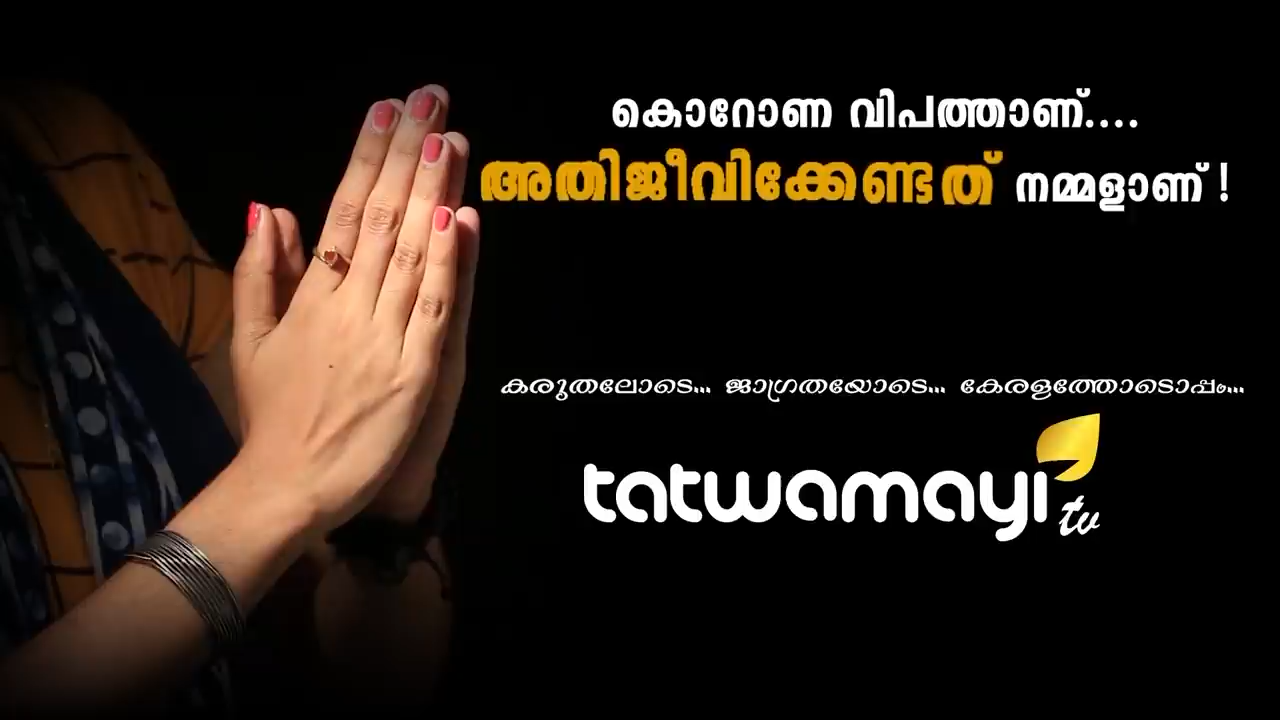 കൊറോണ വിപത്താണ്....
അതിജീവിക്കേണ്ടത് നമ്മളാണ് !
കരുതലോടെ... ജാഗ്രതയോടെ... കേരളത്തോടൊപ്പം...
tatwamayi
tv